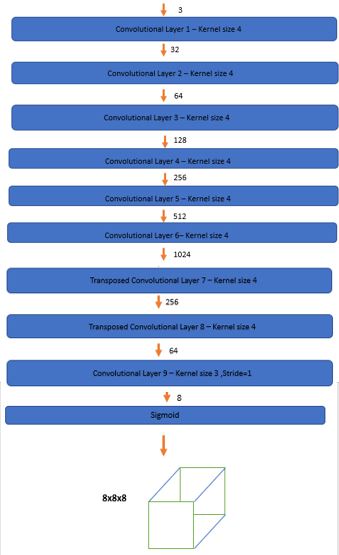 3
Convolutional Layer 1 – Kernel size 4
32
Convolutional Layer 2 – Kernel size 4
64
Convolutional Layer 3 – Kernel size 4
128
Convolutional Layer 4 – Kernel size 4
256
Convolutional Layer 5 – Kernel size 4
512
Convolutional Layer 6– Kernel size 4
1024
Transposed Convolutional Layer 7 – Kernel size 4
256
Transposed Convolutional Layer 8 – Kernel size 4
64
Convolutional Layer 9 – Kernel size 3 ,Stride=1
8
Sigmoid
8x8x8